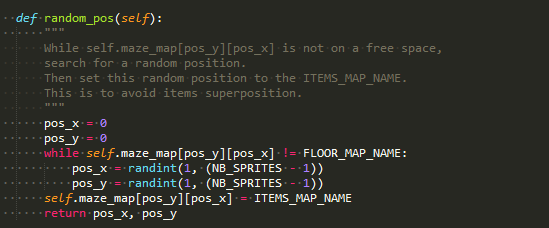 def random_pos(self):
"""
While self.maze_map[pos_y][pos_x] is not on a free space,
search for a random position.
Then set this random position to the ITEMS_MAP_NAME.
This is to avoid items superposition.
"""
pos_x = 0
pos_y = 0
while self.maze_map[pos_y][pos_x] != FLOOR_MAP_NAME:
pos_x = randint(1, (NB_SPRITES - 1))
pos_y = randint(1, (NB_SPRITES - 1))
self.maze_map[pos_y][pos_x] = ITEMS_MAP_NAME
return pos_x, pos_y